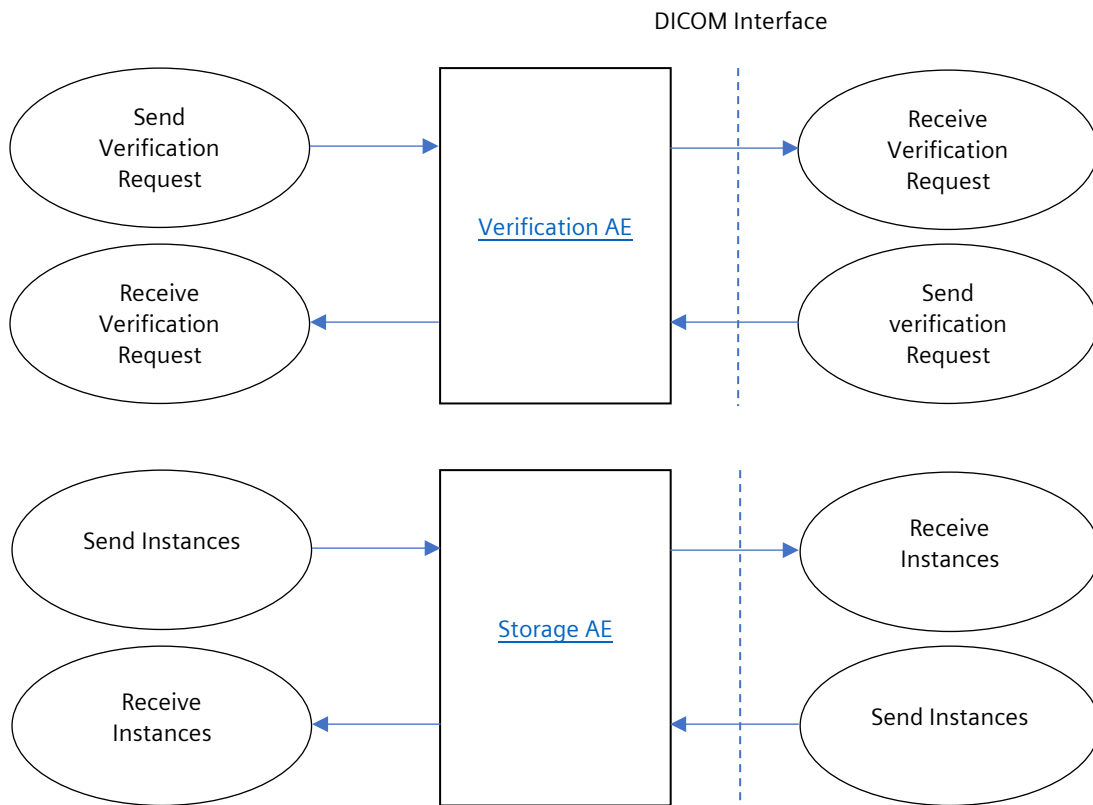 DICOM Interface
Send
Verification
Request
Receive
Verification
Request
Verification AE
Receive
Verification
Request
Send
verification
Request
Send Instances
Receive
Instances
Storage AE
Receive
Instances
Send Instances